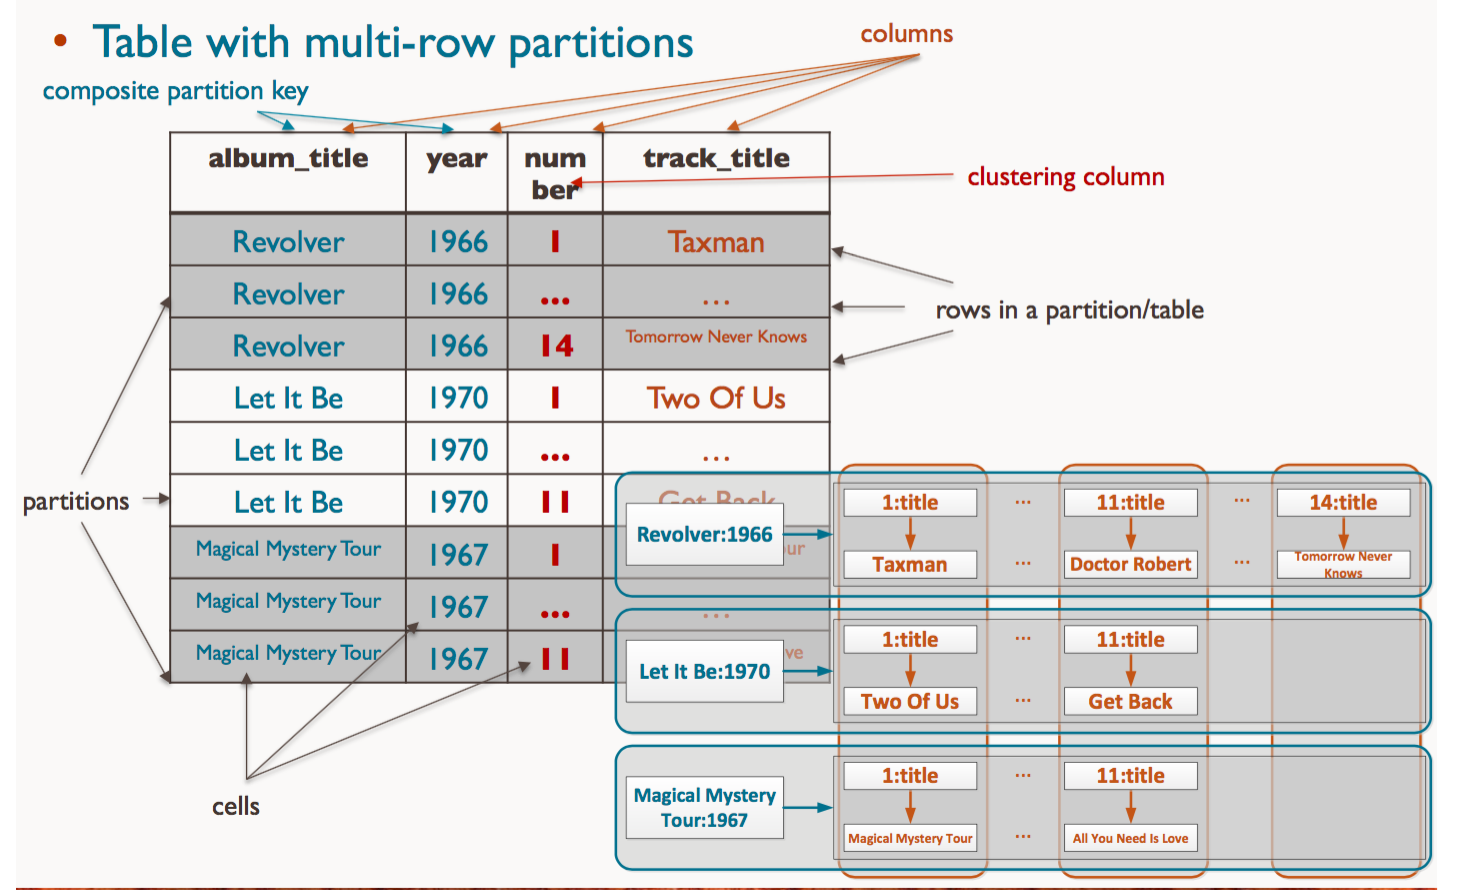 • Table with multi-row partitions
columns
composite partition key
album_title year num track_title
ber
clustering column
Revolver 1966 1 Taxman
Revolver 1966 ... ...
rows in a partition/table
Revolver 1966 14 Tomorrow Never Knows
Let It Be 1970 1 Two Of Us
Let It Be 1970 ... ...
partitions
Let It Be 1970 11 Get Back
Magical Mystery Tour 1967 1 ur
Magical Mystery Tour 1967 ... ...
Magical Mystery Tour 1967 11 ve
cells
Revolver:1966
1:title ... 11:title ... 14:title
Taxman ... Doctor Robert ... Tomorrow Never
Knows
Let It Be:1970
1:title ... 11:title
Two Of Us ... Get Back
Magical Mystery
Tour:1967
1:title ... 11:title
Magical Mystery Tour ... All You Need Is Love